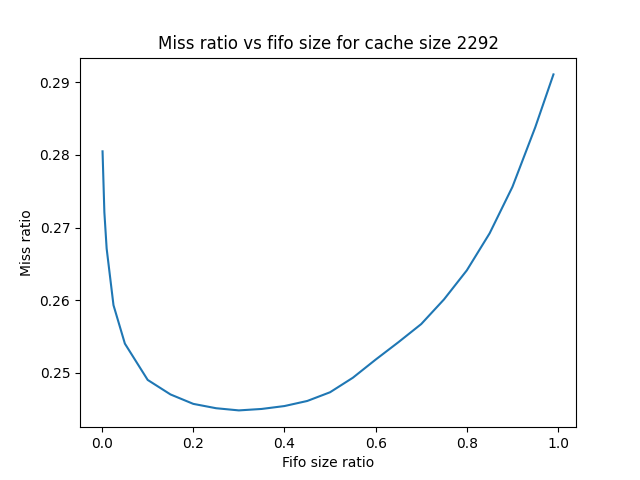 Miss ratio vs fifo size for cache size 2292
0.29
0.28
0.27
0.26
0.25
Miss ratio
0.0 0.2 0.4 0.6 0.8 1.0
Fifo size ratio